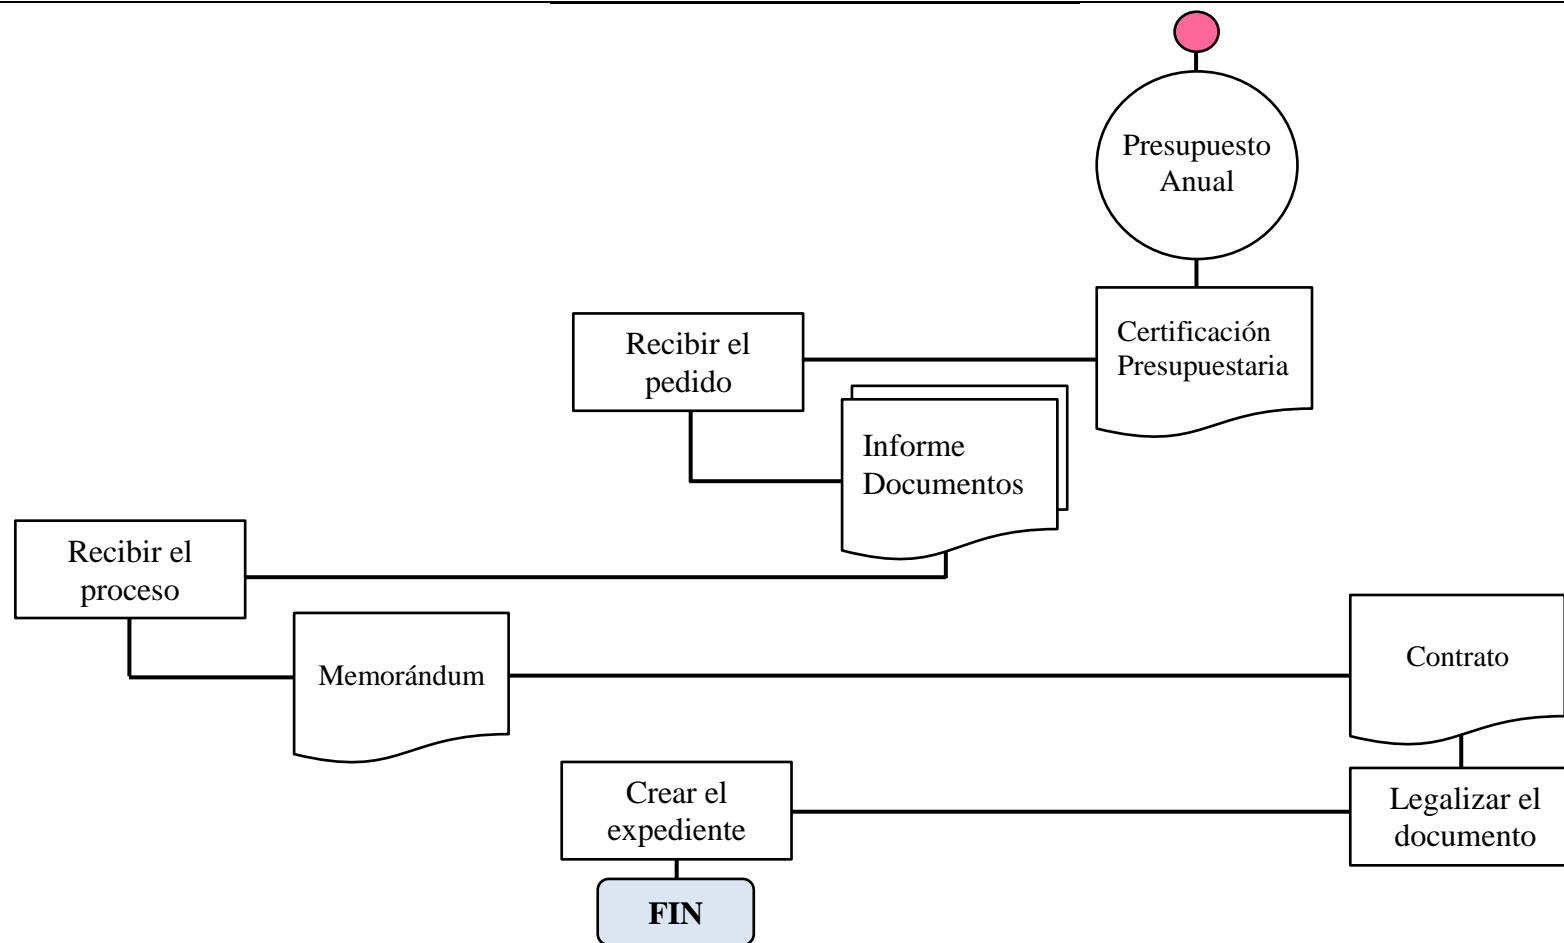 Presupuesto
Anual
Certificación
Presupuestaria
Recibir el
pedido
Informe
Documentos
Recibir el
proceso
Memorándum
Contrato
Legalizar el
documento
Crear el
expediente
FIN